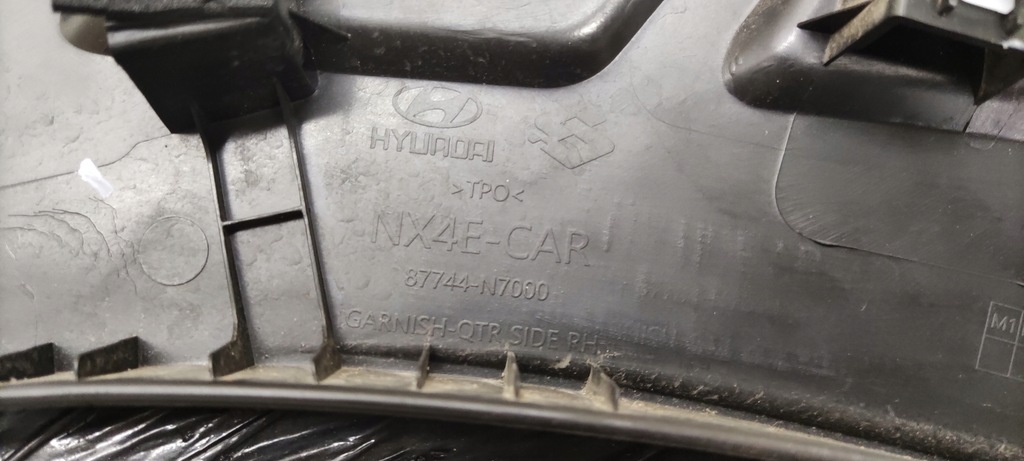 HYUNDAI
>TPO<
NX4E-CAR
87744-N7000
GARNISH-QTR SIDE RH-
M1